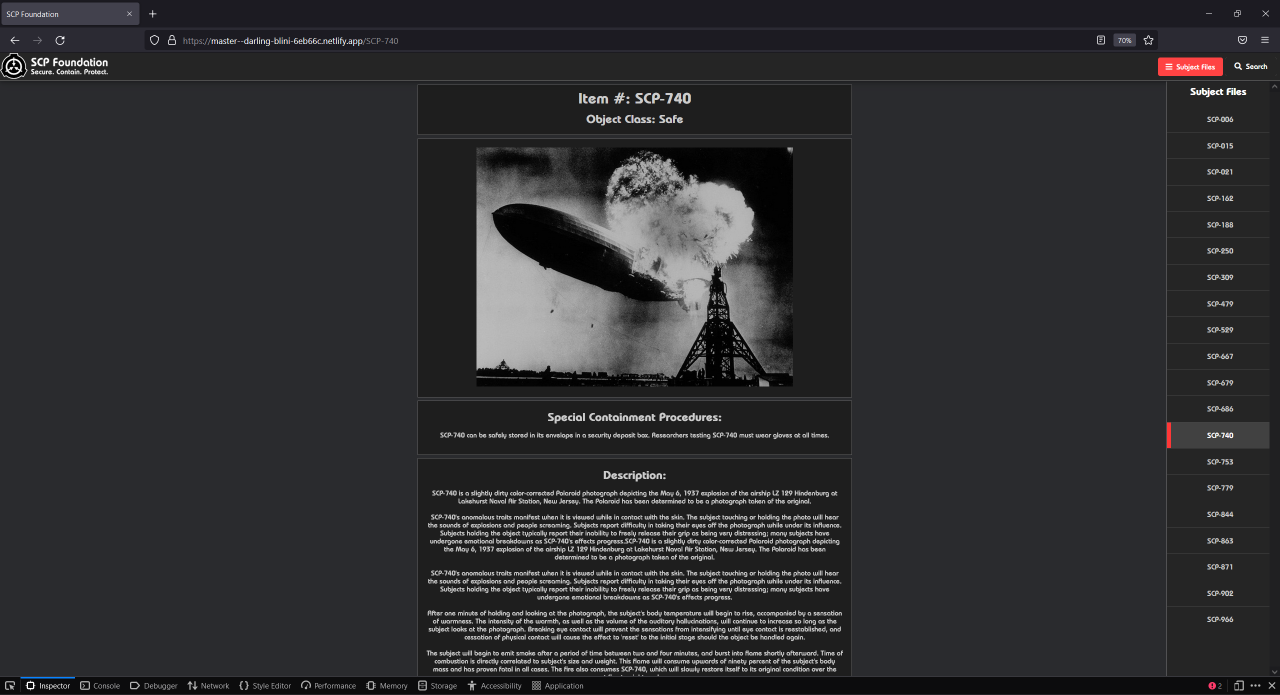 SCP Foundation
https://master--darling-blini-6eb66c.netlify.app/SCP-740
70%
SCP Foundation
Secure. Contain. Protect.
Subject Files
Search
Item #: SCP-740
Object Class: Safe
Special Containment Procedures:
SCP-740 can be safely stored in its envelope in a security deposit box. Researchers testing SCP-740 must wear gloves at all times.
Description:
SCP-740 is a slightly dirty color-corrected Polaroid photograph depicting the May 6, 1937 explosion of the airship LZ 129 Hindenburg at
Lakehurst Naval Air Station, New Jersey. The Polaroid has been determined to be a photograph taken of the original.
SCP-740's anomalous traits manifest when it is viewed while in contact with the skin. The subject touching or holding the photo will hear
the sounds of explosions and people screaming. Subjects report difficulty in taking their eyes off the photograph while under its influence.
Subjects holding the object typically report their inability to freely release their grip as being very distressing; many subjects have
undergone emotional breakdowns as SCP-740's effects progress.SCP-740 is a slightly dirty color-corrected Polaroid photograph depicting
the May 6, 1937 explosion of the airship LZ 129 Hindenburg at Lakehurst Naval Air Station, New Jersey. The Polaroid has been
determined to be a photograph taken of the original.
SCP-740's anomalous traits manifest when it is viewed while in contact with the skin. The subject touching or holding the photo will hear
the sounds of explosions and people screaming. Subjects report difficulty in taking their eyes off the photograph while under its influence.
Subjects holding the object typically report their inability to freely release their grip as being very distressing; many subjects have
undergone emotional breakdowns as SCP-740's effects progress.
After one minute of holding and looking at the photograph, the subject's body temperature will begin to rise, accompanied by a sensation
of warmness. The intensity of the warmth, as well as the volume of the auditory hallucinations, will continue to increase so long as the
subject looks at the photograph. Breaking eye contact will prevent the sensations from intensifying until eye contact is reestablished, and
cessation of physical contact will cause the effect to 'reset' to the initial stage should the object be handled again.
The subject will begin to emit smoke after a period of time between two and four minutes, and burst into flame shortly afterward. Time of
combustion is directly correlated to subject's size and weight. This flame will consume upwards of ninety percent of the subject's body
mass and has proven fatal in all cases. The fire also consumes SCP-740, which will slowly restore itself to its original condition over the
Subject Files
SCP-006
SCP-015
SCP-021
SCP-162
SCP-188
SCP-250
SCP-309
SCP-479
SCP-529
SCP-667
SCP-679
SCP-686
SCP-740
SCP-753
SCP-779
SCP-844
SCP-863
SCP-871
SCP-902
SCP-966
Inspector
Console
Debugger
Network
Style Editor
Performance
Memory
Storage
Accessibility
Application
2